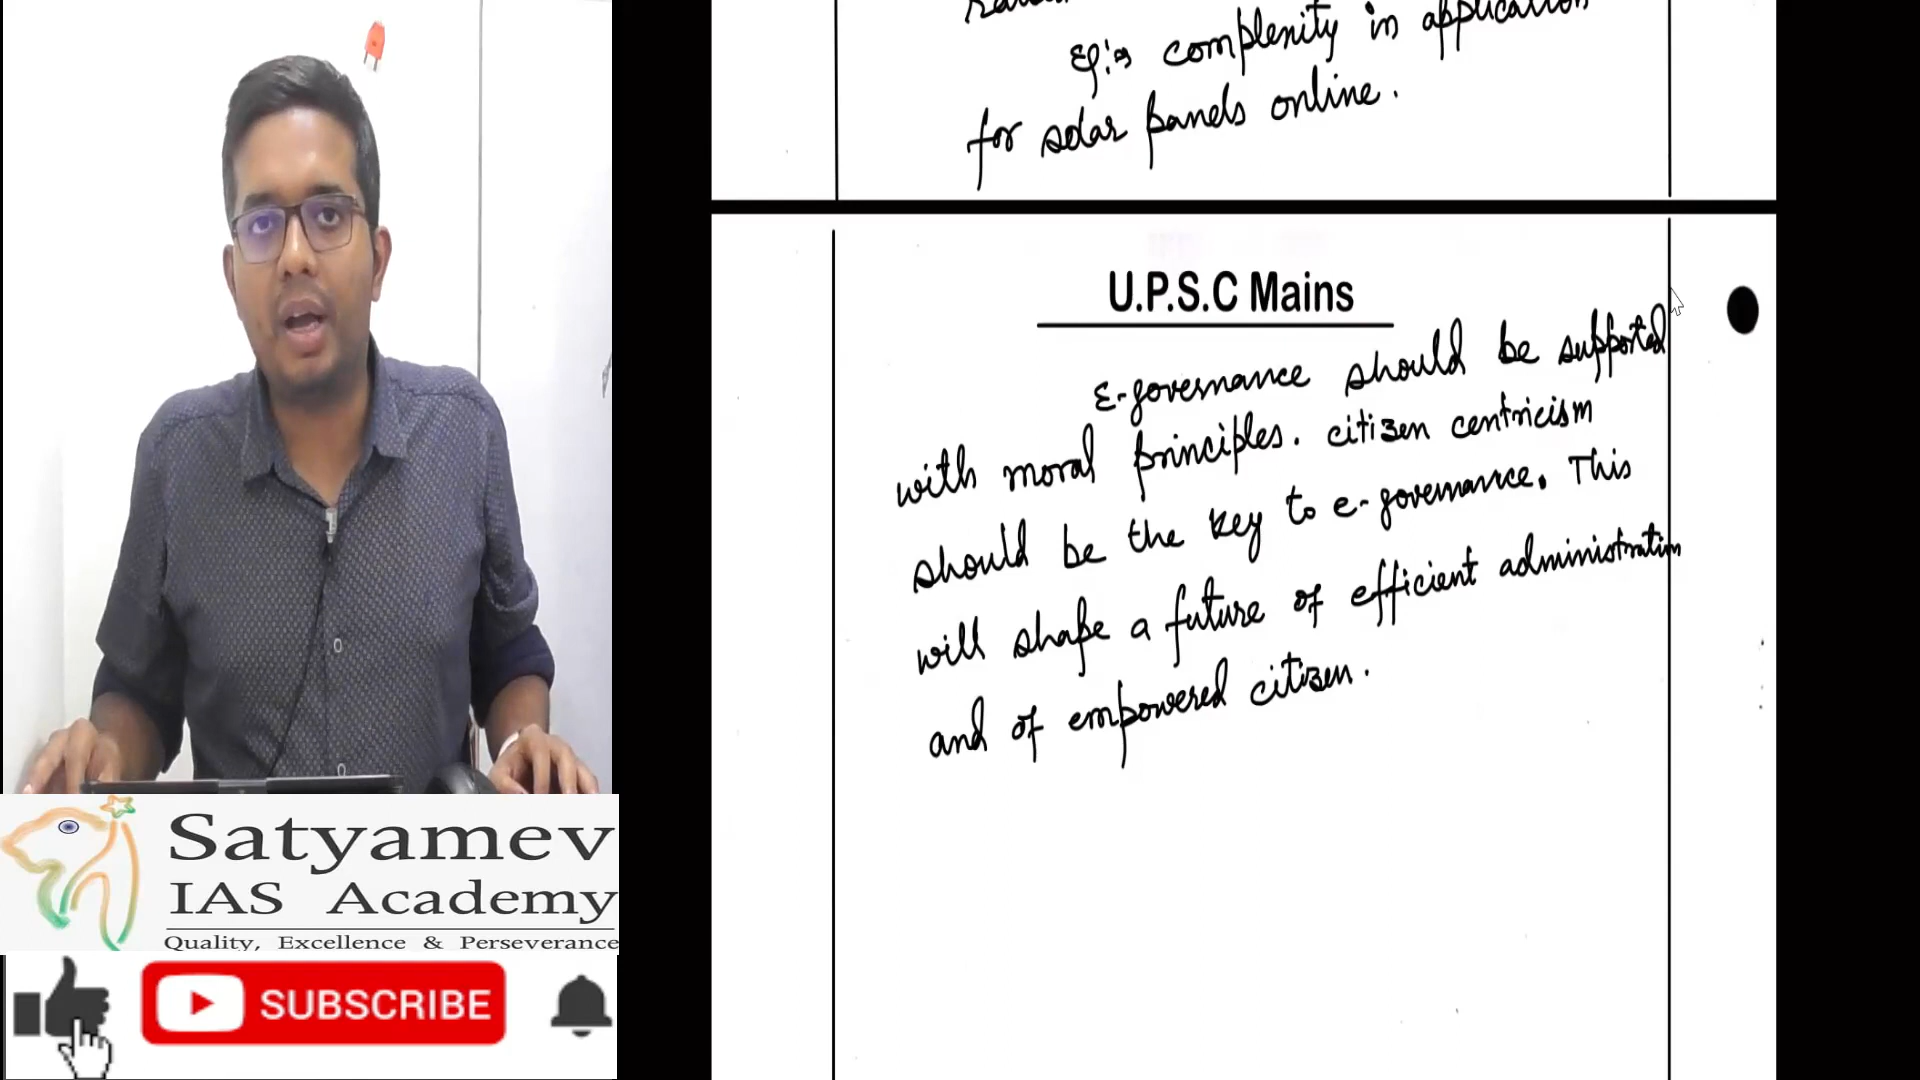 Eg:→ complexity in application
for solar panels online.
U.P.S.C Mains
E-governance should be supported
with moral principles. citizen centricism
should be the key to e-governance. This
will shape a future of efficient administration
and of empowered citizen.
Satyamev
IAS Academy
Quality, Excellence & Perseverance
SUBSCRIBE